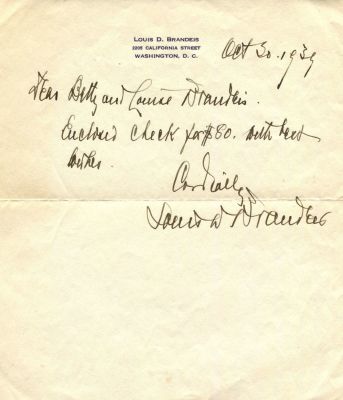 LOUIS D. BRANDEIS
2205 CALIFORNIA STREET
WASHINGTON, D. C.
Oct 30. 1939
Dear Betty and Louise Brandeis.
Enclosed check for $80. with best
wishes.
Cordially
Louis D Brandeis